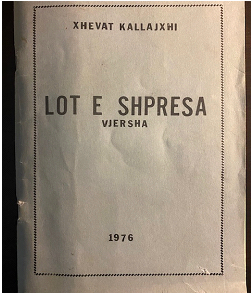 XHEVAT KALLAJXHI
LOT E SHPRESA
VJERSHA
1976